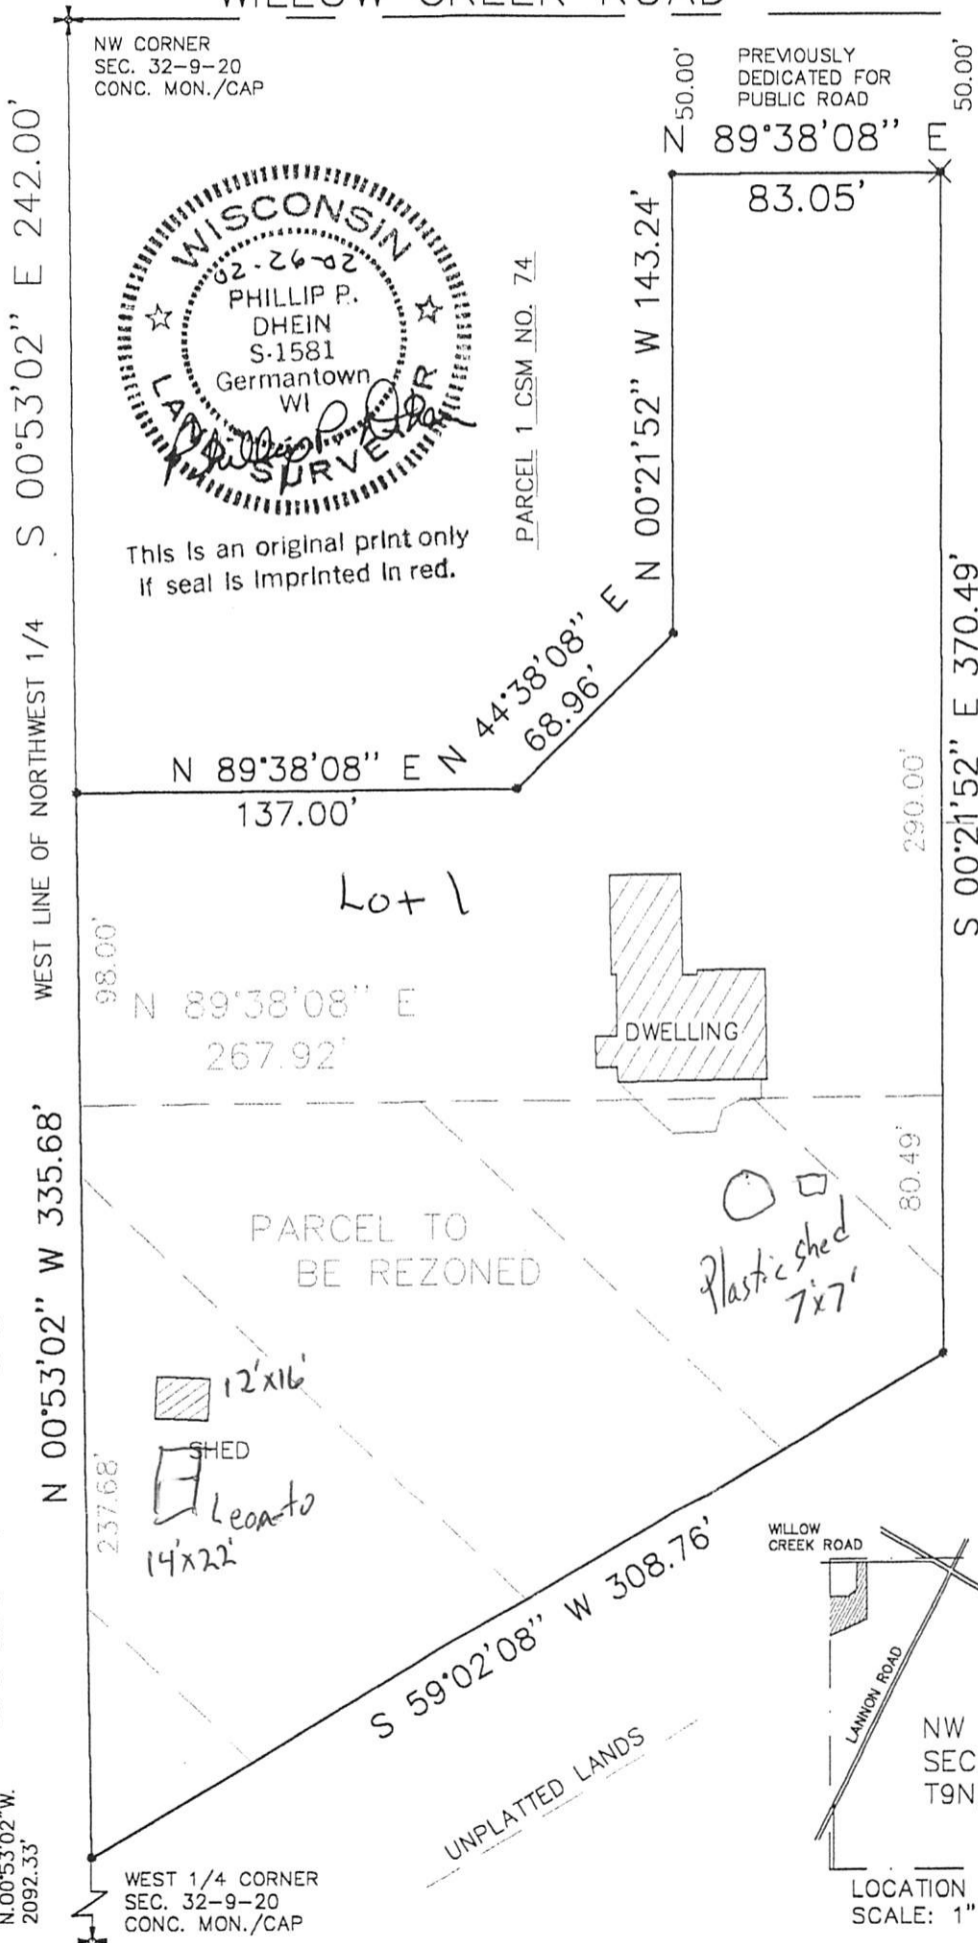 WILLOW CREEK ROAD
NW CORNER
SEC. 32-9-20
CONC. MON./CAP
50.00'
PREVIOUSLY
DEDICATED FOR
PUBLIC ROAD
50.00'
N 89°38'08" E
83.05'
S 00°53'02" E 242.00'
WISCONSIN
02-26-02
PHILLIP P.
DHEIN
S-1581
Germantown
WI
LAND SURVEYOR
Phillip P. Dhein
This is an original print only
if seal is imprinted in red.
PARCEL 1 CSM NO. 74
N 00°21'52" W 143.24'
N 44°38'08" E
68.96'
N 89°38'08" E
137.00'
WEST LINE OF NORTHWEST 1/4
S 00°21'52" E 370.49'
290.00'
Lot 1
98.00'
N 89°38'08" E
267.92'
DWELLING
N 00°53'02" W 335.68'
80.49'
PARCEL TO
BE REZONED
Plastic shed
7'x7'
12'x16'
SHED
Lean-to
14'x22'
237.68'
S 59°02'08" W 308.76'
UNPLATTED LANDS
WILLOW
CREEK ROAD
LANNON ROAD
NW
SEC
T9N
LOCATION
SCALE: 1"
N.00°53'02"W.
2092.33'
WEST 1/4 CORNER
SEC. 32-9-20
CONC. MON./CAP